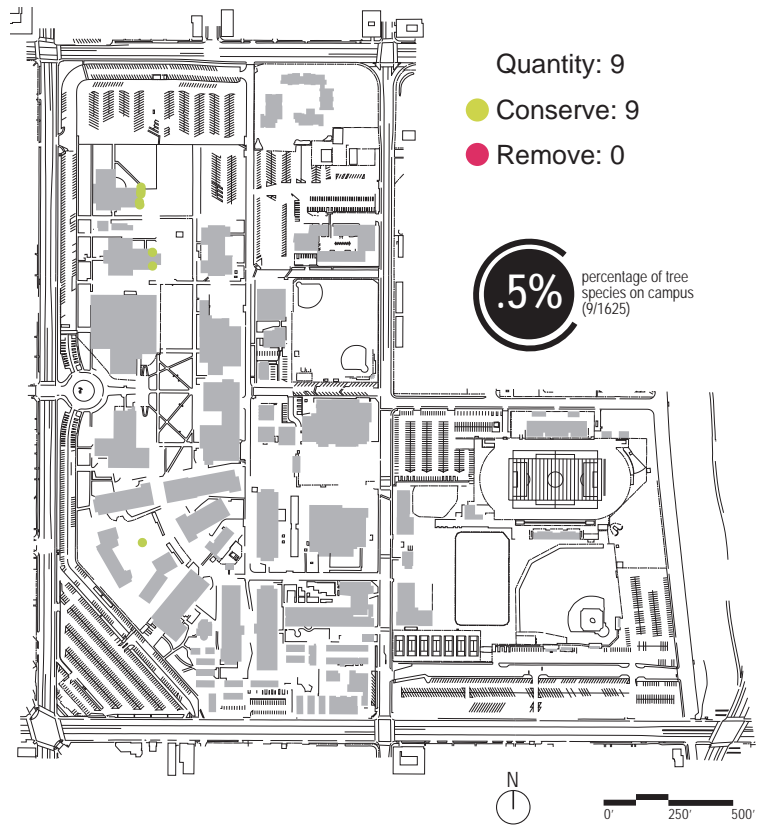 Quantity: 9
Conserve: 9
Remove: 0
.5%
percentage of tree
species on campus
(9/1625)
N
0' 250' 500'